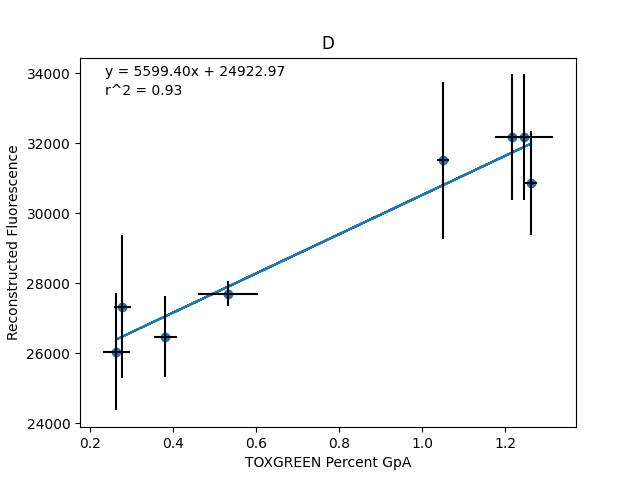 D
y = 5599.40x + 24922.97
r^2 = 0.93
34000
32000
30000
28000
26000
24000
Reconstructed Fluorescence
0.2 0.4 0.6 0.8 1.0 1.2
TOXGREEN Percent GpA